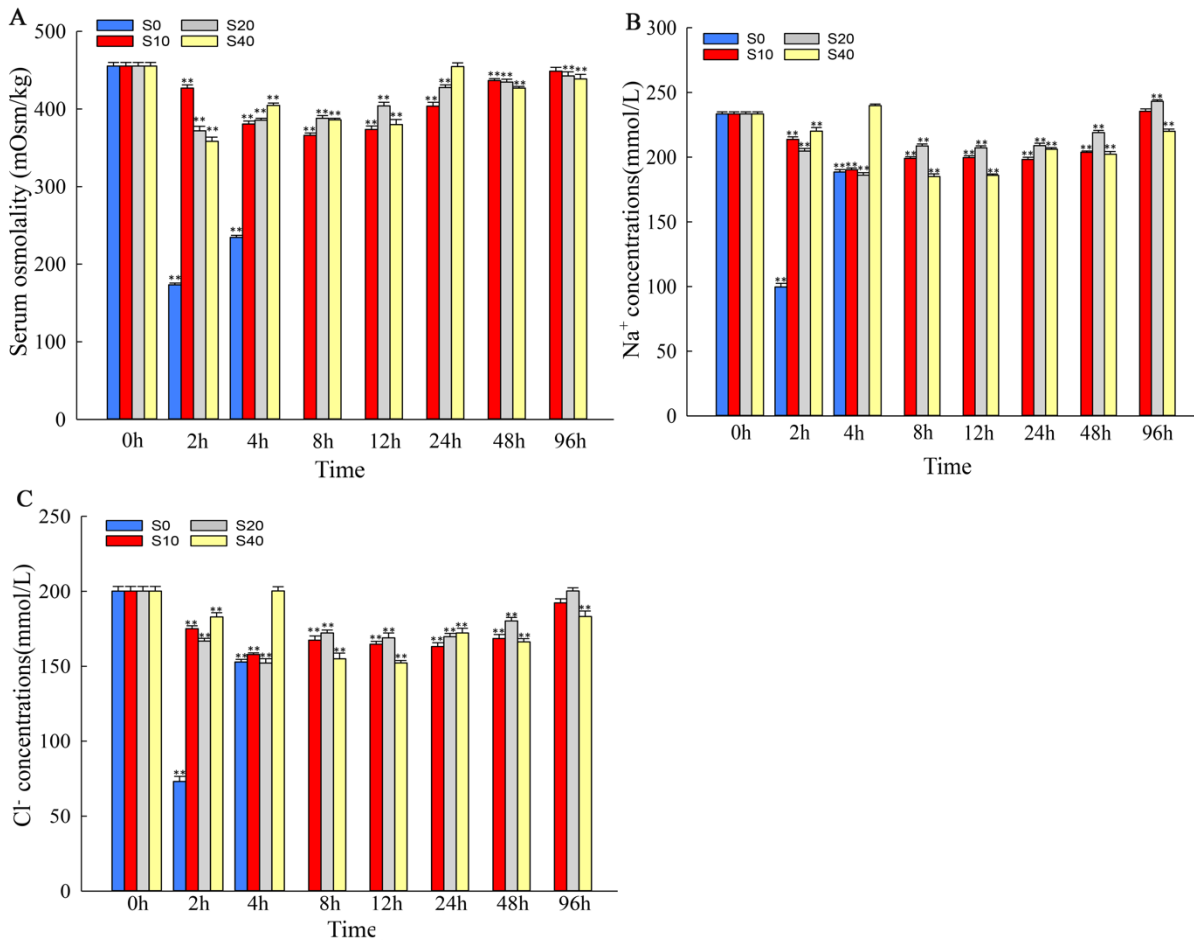 A
S0 S20
S10 S40
500
400
300
200
100
0
Serum osmolality (mOsm/kg)
** ** ** **
** ** ** **
** ** **
** ** **
** **
** ** **
** ** **
0h 2h 4h 8h 12h 24h 48h 96h
Time
B
S0 S20
S10 S40
300
250
200
150
100
50
0
Na+ concentrations(mmol/L)
** ** ** **
** ** **
** ** **
** ** **
** ** **
** ** **
** **
0h 2h 4h 8h 12h 24h 48h 96h
Time
C
S0 S20
S10 S40
250
200
150
100
50
0
Cl- concentrations(mmol/L)
** ** ** **
** ** **
** ** **
** ** **
** ** **
** ** **
**
0h 2h 4h 8h 12h 24h 48h 96h
Time